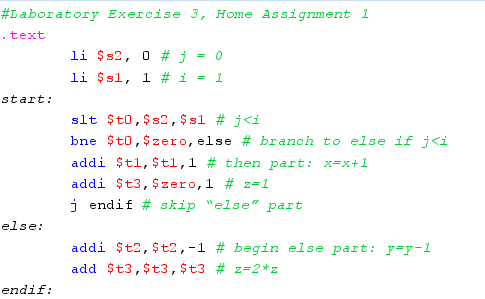 #Laboratory Exercise 3, Home Assignment 1
.text
li $s2, 0 # j = 0
li $s1, 1 # i = 1
start:
slt $t0,$s2,$s1 # j<i
bne $t0,$zero,else # branch to else if j<i
addi $t1,$t1,1 # then part: x=x+1
addi $t3,$zero,1 # z=1
j endif # skip “else” part
else:
addi $t2,$t2,-1 # begin else part: y=y-1
add $t3,$t3,$t3 # z=2*z
endif: